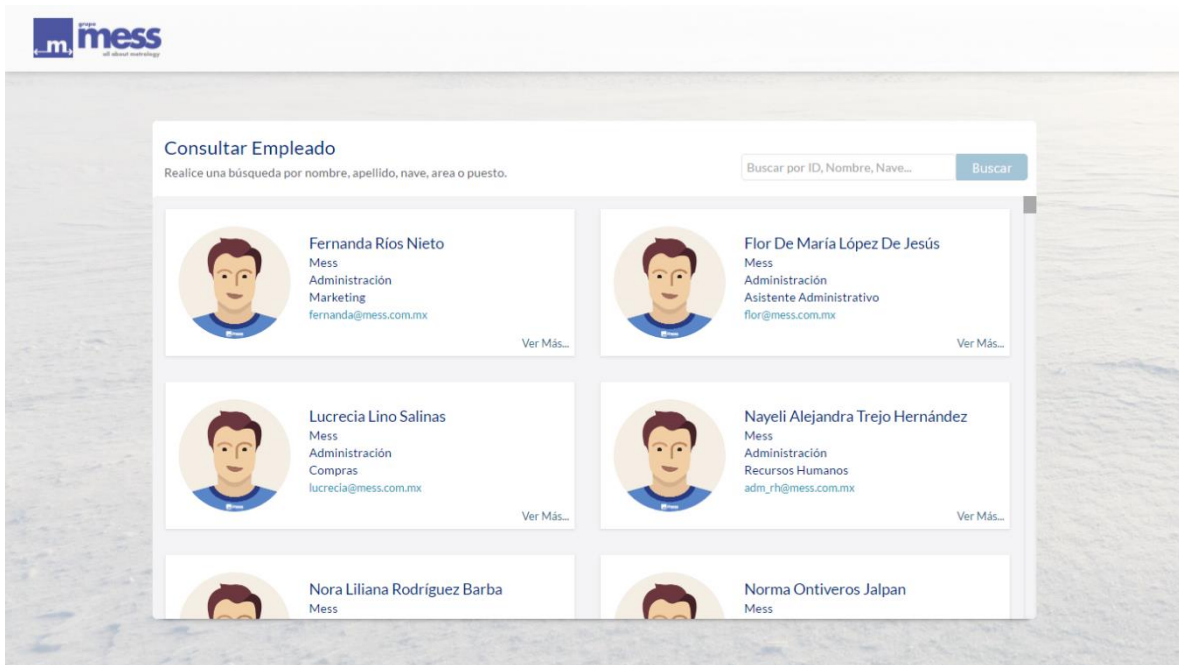 grupo
mess
all about metrology
m
Consultar Empleado
Realice una búsqueda por nombre, apellido, nave, area o puesto.
Buscar por ID, Nombre, Nave...
Buscar
Fernanda Ríos Nieto
Mess
Administración
Marketing
fernanda@mess.com.mx
Ver Más...
Flor De María López De Jesús
Mess
Administración
Asistente Administrativo
flor@mess.com.mx
Ver Más...
Lucrecia Lino Salinas
Mess
Administración
Compras
lucrecia@mess.com.mx
Ver Más...
Nayeli Alejandra Trejo Hernández
Mess
Administración
Recursos Humanos
adm_rh@mess.com.mx
Ver Más...
Nora Liliana Rodríguez Barba
Mess
Norma Ontiveros Jalpan
Mess